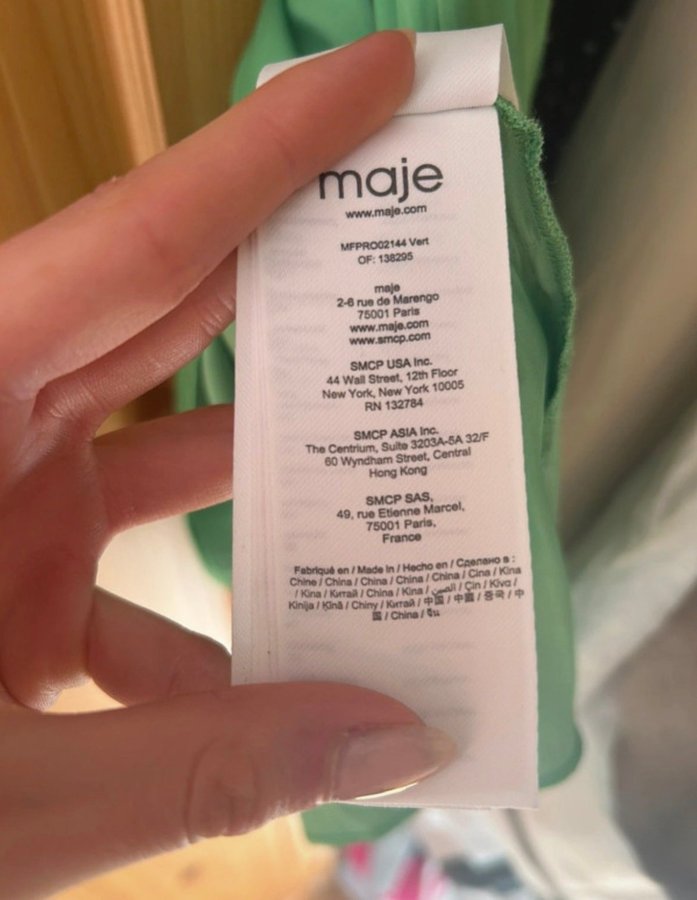 maje
www.maje.com
MFPRO02144 Vert
OF: 138295
maje
2-6 rue de Marengo
75001 Paris
www.maje.com
www.smcp.com
SMCP USA Inc.
44 Wall Street, 12th Floor
New York, New York 10005
RN 132784
SMCP ASIA Inc.
The Centrium, Suite 3203A-5A 32/F
60 Wyndham Street, Central
Hong Kong
SMCP SAS,
49, rue Etienne Marcel,
75001 Paris,
France
Fabriqué en / Made in / Hecho en / Сделано в :
Chine / China / China / China / China / Cina / Kina
/ Kina / Китай / China / Kina / الصين / Çin / Κίνα /
Kinija / Ķīnā / Chiny / Китай / 中国 / 中國 / 중국 / 中
国 / China / จีน